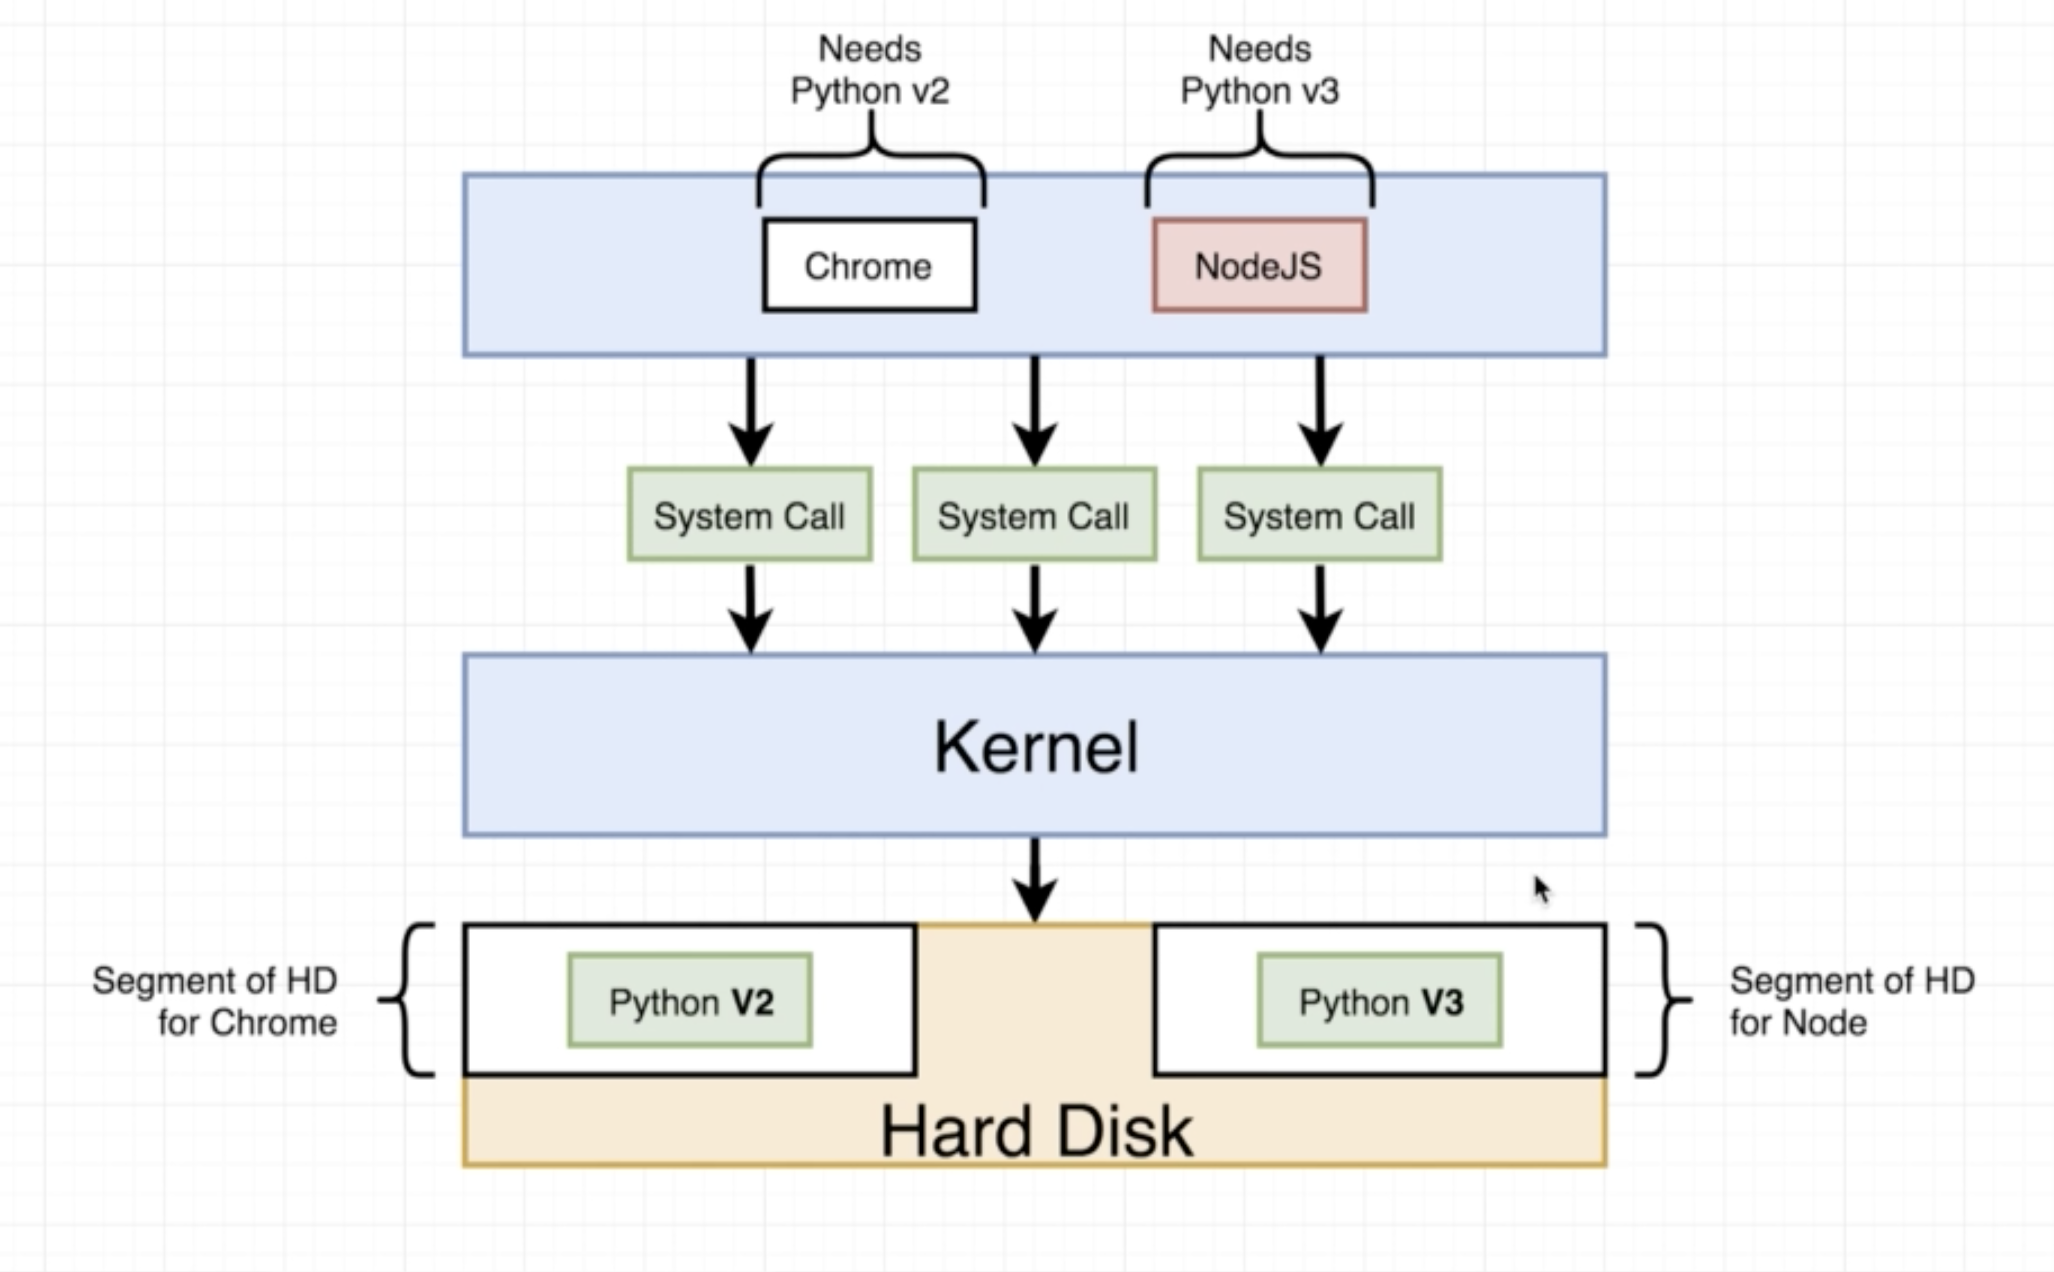 Needs
Python v2
Needs
Python v3
Chrome
NodeJS
System Call
System Call
System Call
Kernel
Segment of HD
for Chrome
Python V2
Python V3
Segment of HD
for Node
Hard Disk